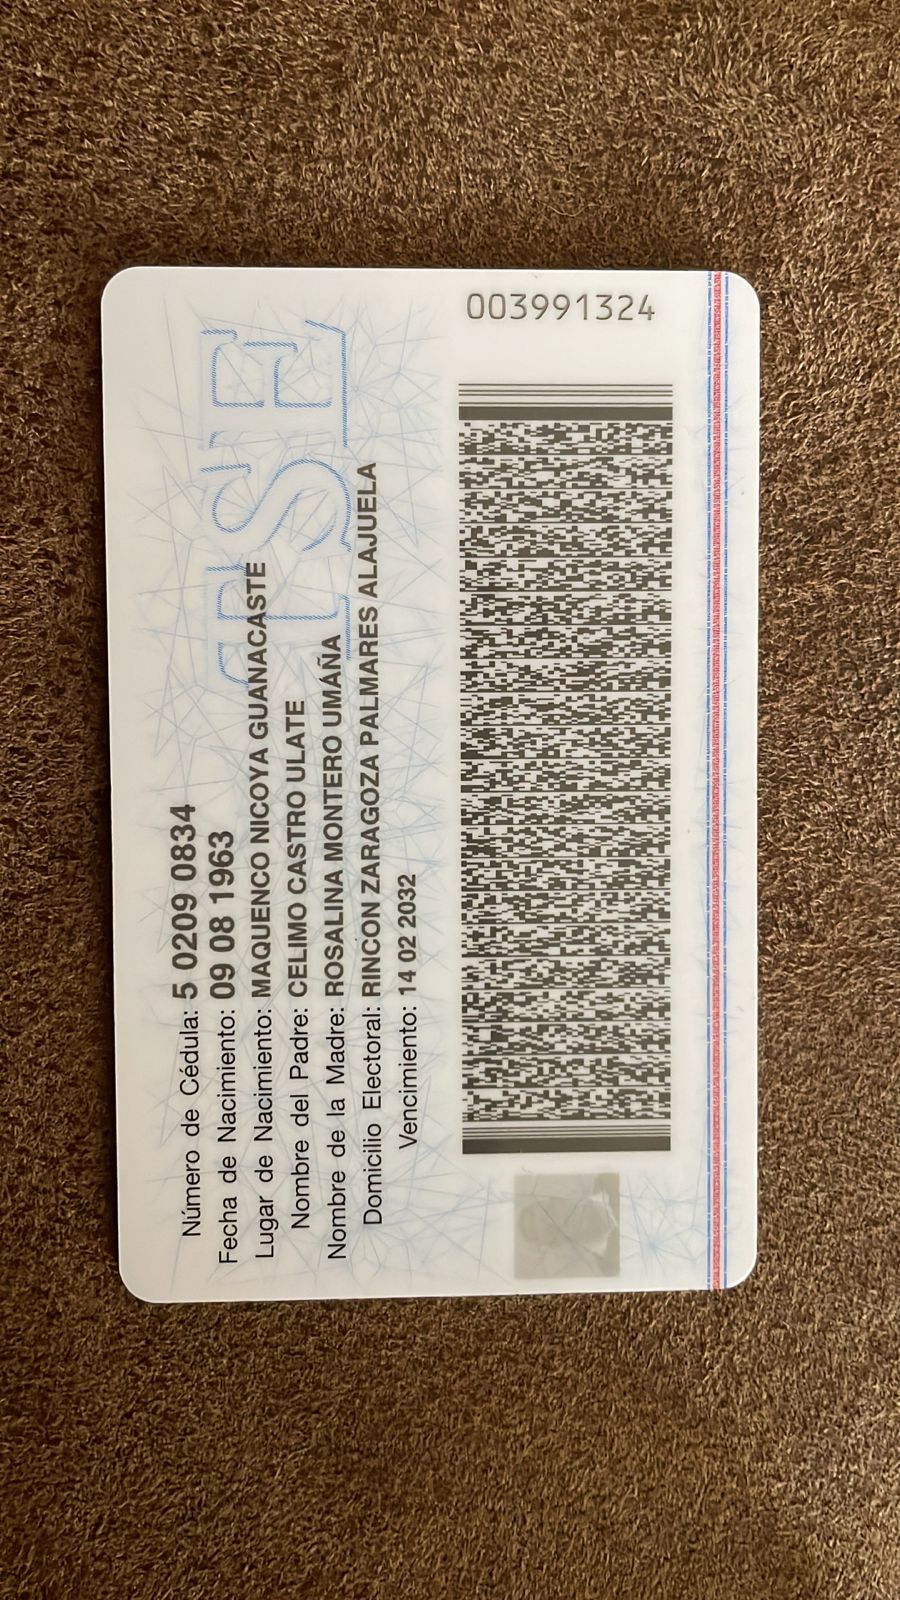 Número de Cédula: 5 0209 0834
Fecha de Nacimiento: 09 08 1963
Lugar de Nacimiento: MAQUENCO NICOYA GUANACASTE
Nombre del Padre: CELIMO CASTRO ULATE
Nombre de la Madre: ROSALINA MONTERO UMAÑA
Domicilio Electoral: RINCON ZARAGOZA PALMARES ALAJUELA
Vencimiento: 14 02 2032
TSE
003991324